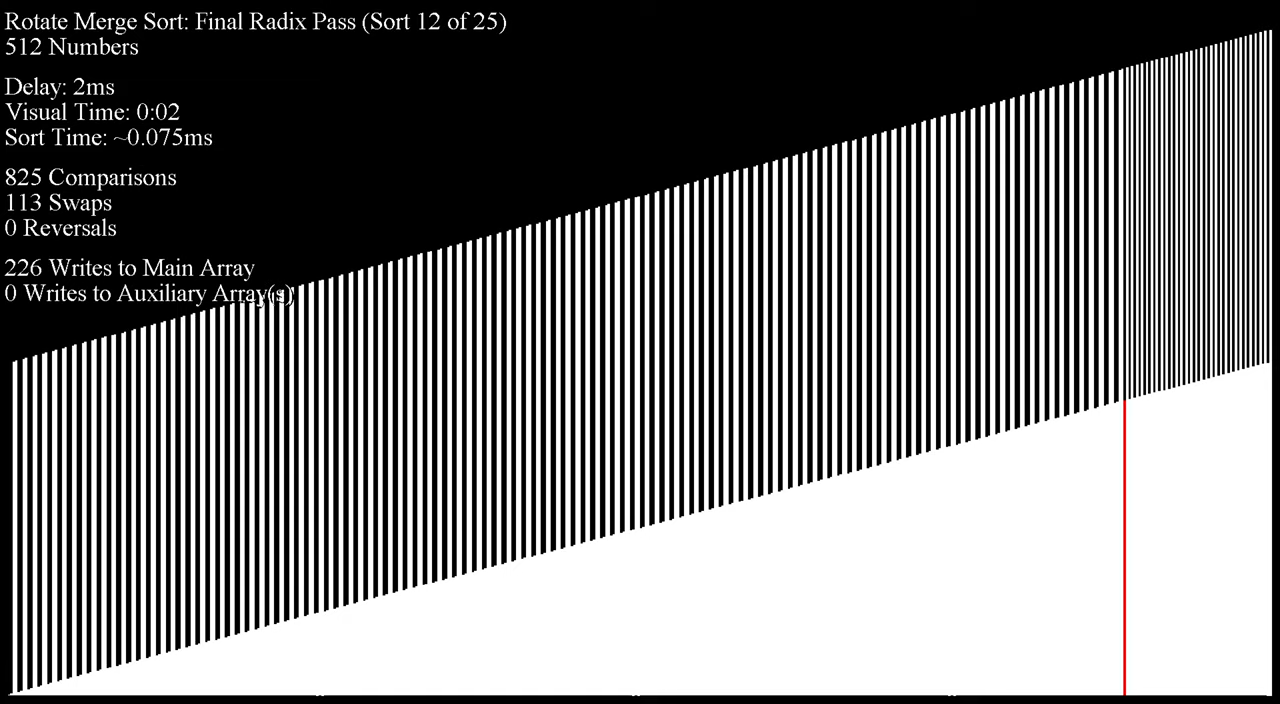 Rotate Merge Sort: Final Radix Pass (Sort 12 of 25)
512 Numbers
Delay: 2ms
Visual Time: 0:02
Sort Time: ~0.075ms
825 Comparisons
113 Swaps
0 Reversals
226 Writes to Main Array
0 Writes to Auxiliary Array(s)